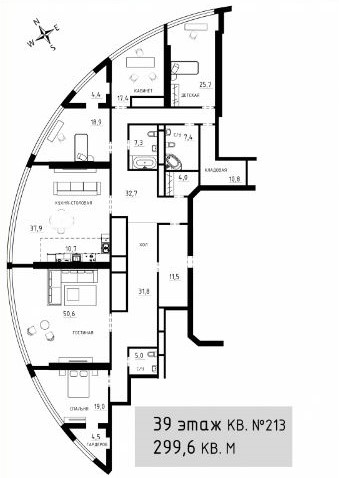 N
W E
S
КАБИНЕТ
17,4
25,7
ДЕТСКАЯ
4,4
18,9
7,3
С/У
7,4
КЛАДОВАЯ
10,8
4,0
32,7
КУХНЯ-СТОЛОВАЯ
37,9
10,7
ХОЛ
31,8
11,5
50,6
ГОСТИНАЯ
5,0
С/У
СПАЛЬНЯ
19,0
4,5
ГАРДЕРОБ
39 этаж КВ. №213
299,6 КВ. М